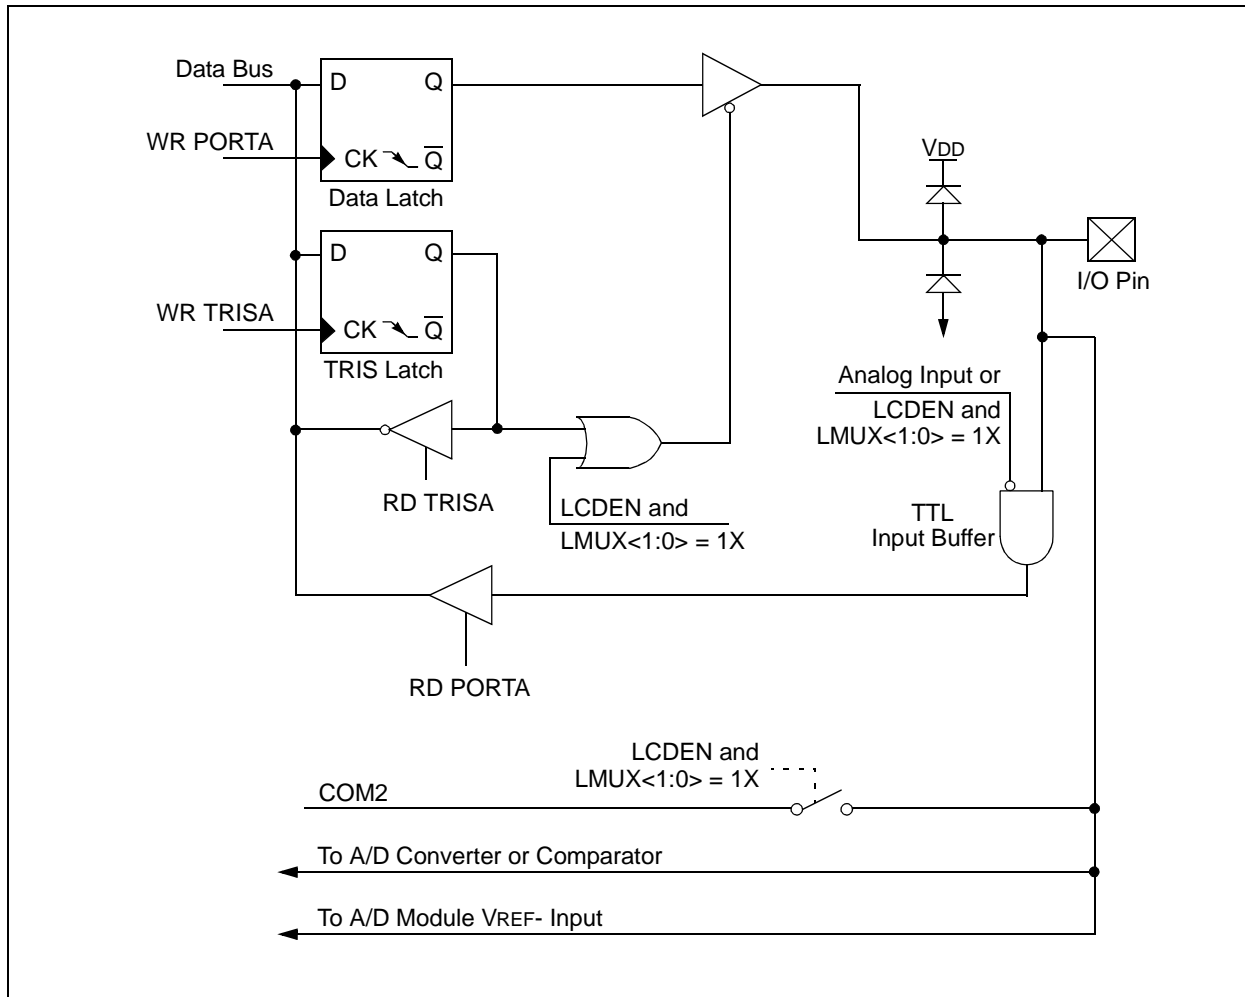 Data Bus
D Q
WR PORTA
CK Q
Data Latch
VDD
D Q
I/O Pin
WR TRISA
CK Q
TRIS Latch
Analog Input or
LCDEN and
LMUX<1:0> = 1X
RD TRISA
LCDEN and
LMUX<1:0> = 1X
TTL
Input Buffer
RD PORTA
LCDEN and
LMUX<1:0> = 1X
COM2
To A/D Converter or Comparator
To A/D Module VREF- Input